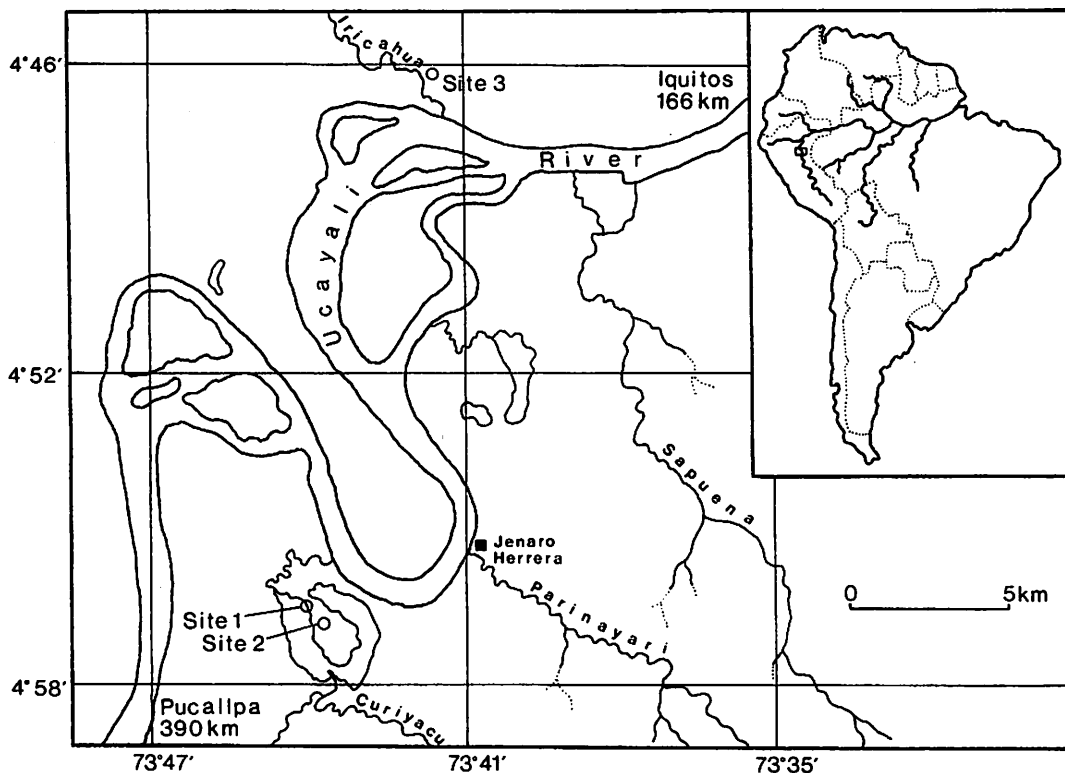 Iricahua
4°46'
Site 3
Iquitos
166 km
River
Ucayali
4°52'
Sapuena
Jenaro
Herrera
Parinayari
0 5km
Site 1
Site 2
4°58'
Pucallpa
390 km
Curiyacu
73°47' 73°41' 73°35'